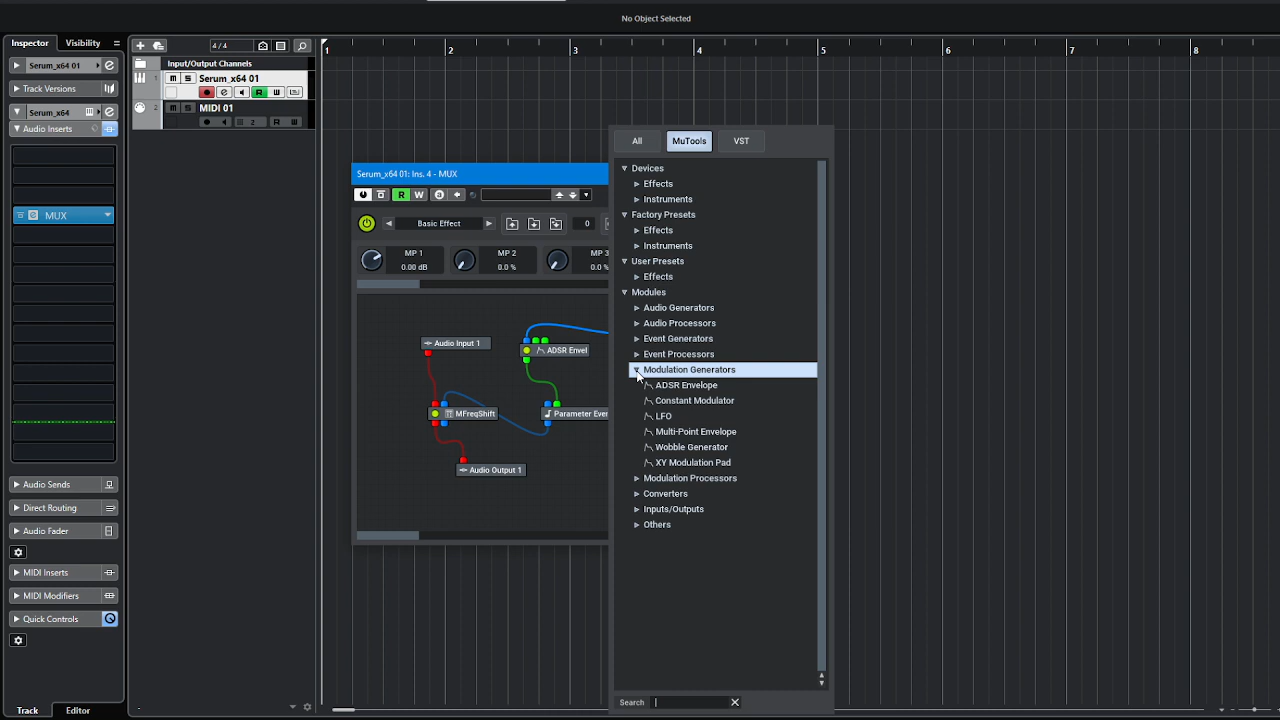 No Object Selected
Inspector Visibility
4/4
1 2 3 4 5 6 7 8
Input/Output Channels
Serum_x64 01
1 m S Serum_x64 01
R W
Track Versions
2 m S MIDI 01
2 R W
Serum_x64
Audio Inserts
MUX
Audio Sends
Direct Routing
Audio Fader
MIDI Inserts
MIDI Modifiers
Quick Controls
Track Editor
Serum_x64 01: Ins. 4 - MUX
R W
Basic Effect
0
MP 1
0.00 dB
MP 2
0.0 %
MP 3
0.0 %
Audio Input 1
ADSR Envel
MFreqShift
Parameter Even
Audio Output 1
All MuTools VST
Devices
Effects
Instruments
Factory Presets
Effects
Instruments
User Presets
Effects
Modules
Audio Generators
Audio Processors
Event Generators
Event Processors
Modulation Generators
ADSR Envelope
Constant Modulator
LFO
Multi-Point Envelope
Wobble Generator
XY Modulation Pad
Modulation Processors
Converters
Inputs/Outputs
Others
Search